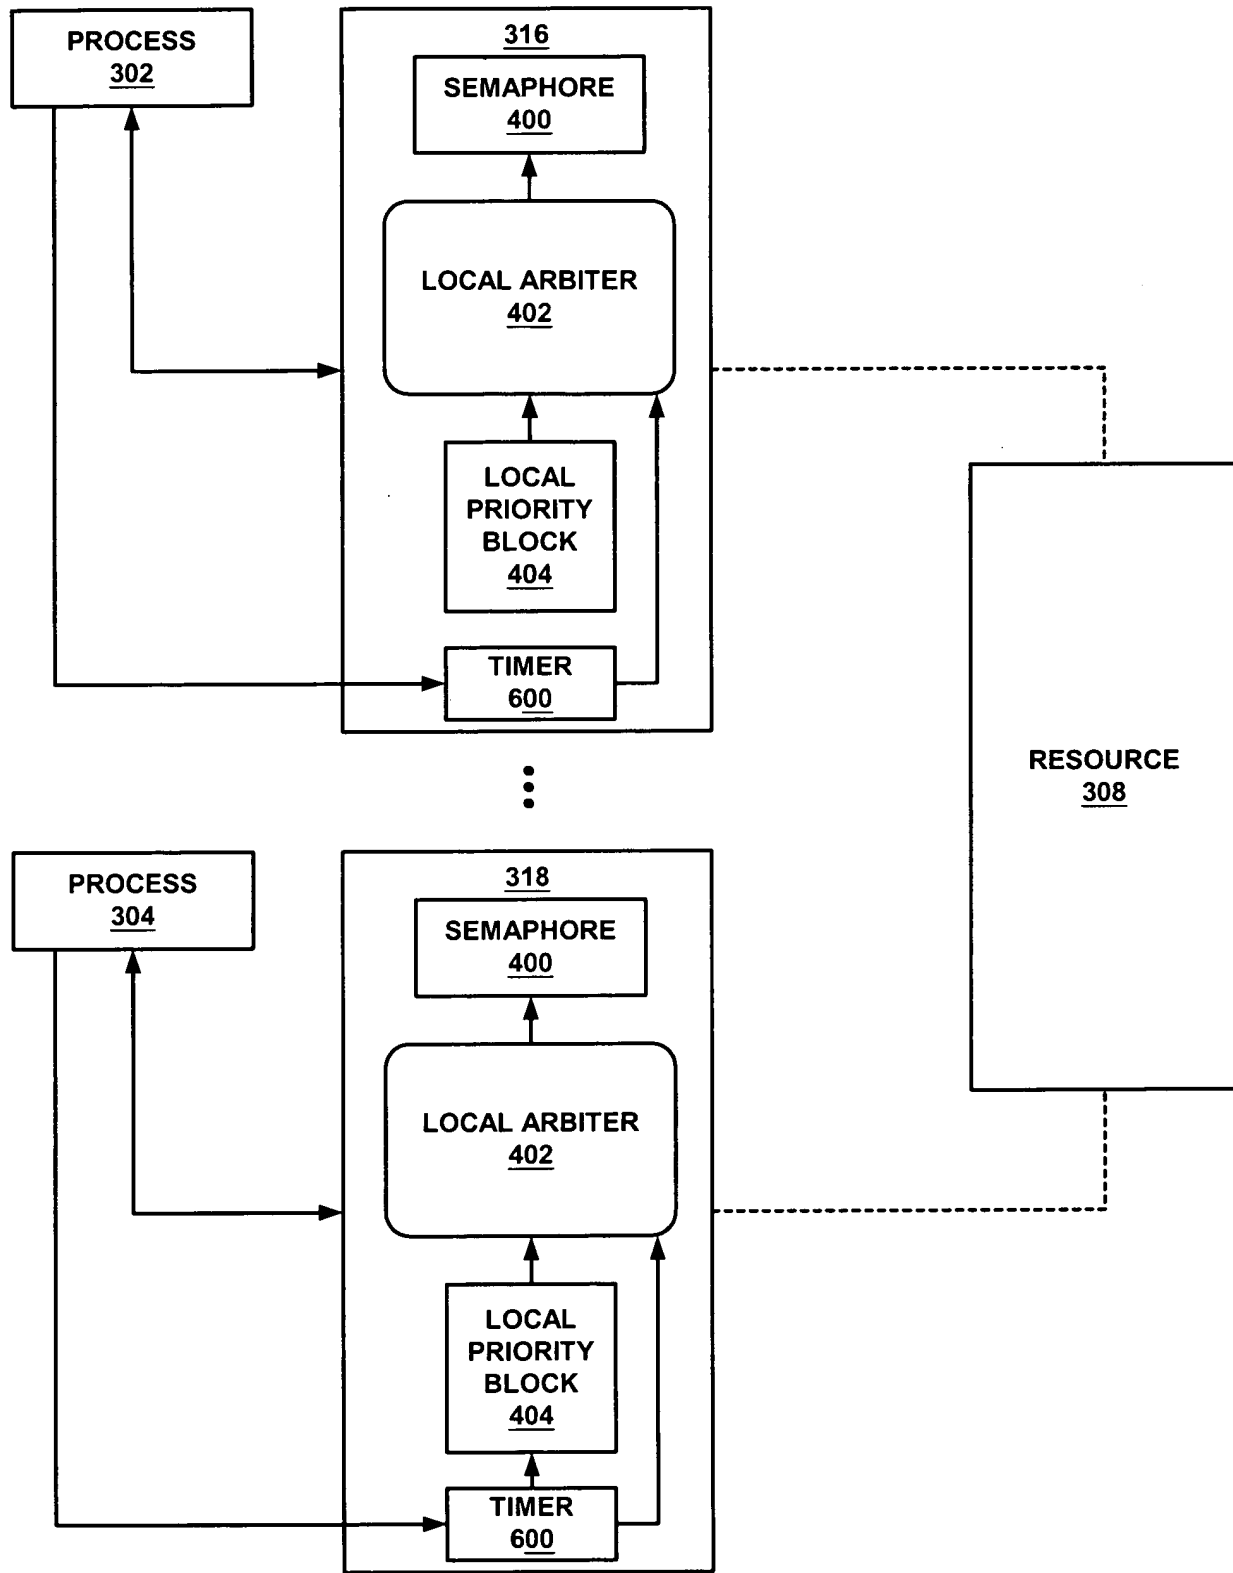 PROCESS
302
316
SEMAPHORE
400
LOCAL ARBITER
402
LOCAL
PRIORITY
BLOCK
404
TIMER
600
RESOURCE
308
PROCESS
304
318
SEMAPHORE
400
LOCAL ARBITER
402
LOCAL
PRIORITY
BLOCK
404
TIMER
600